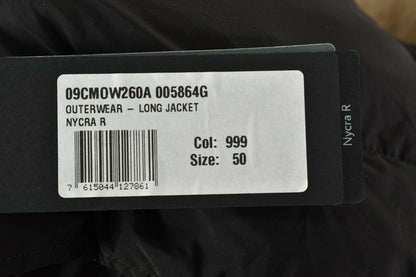 09CMOW260A 005864G
OUTERWEAR – LONG JACKET
NYCRA R
Col: 999
Size: 50
7 615044 127861
Nycra R